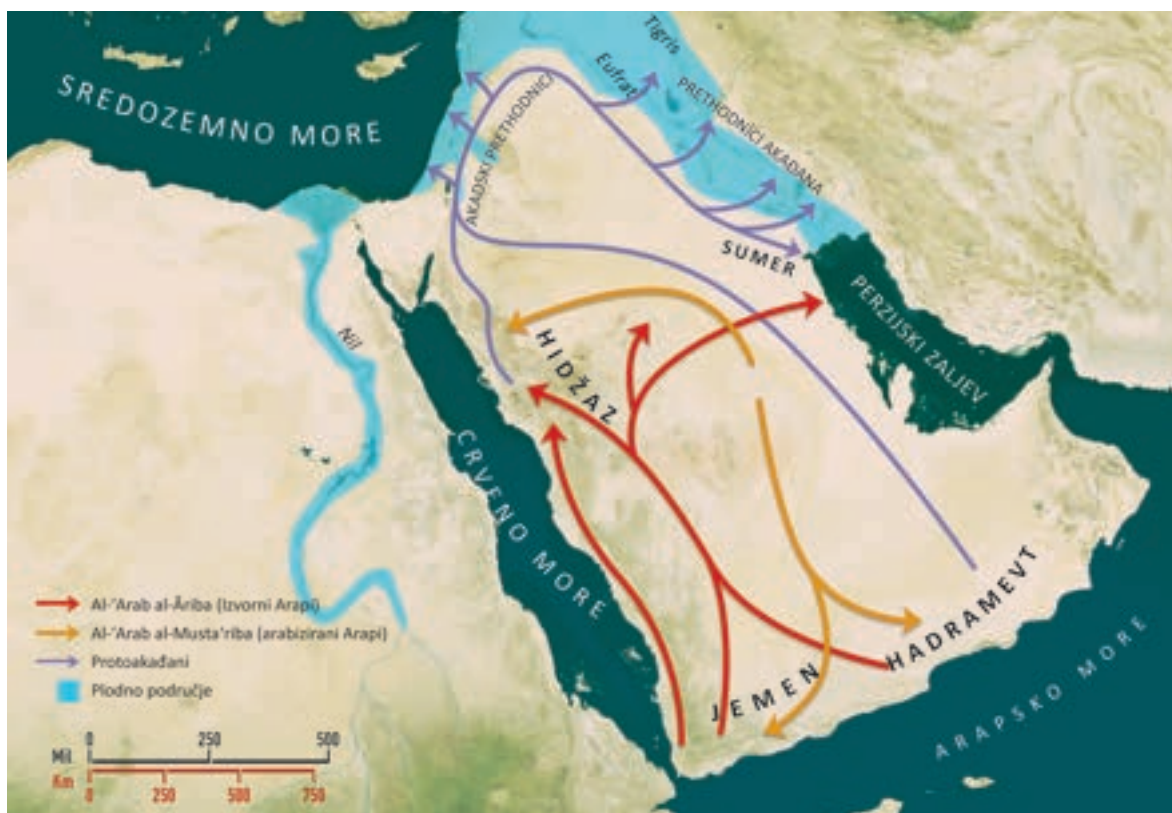 Tigris
Eufrat
PRETHODNICI AKAĐANA
SREDOZEMNO MORE
AKADSKI PRETHODNICI
SUMER
PERZIJSKI ZALJEV
Nil
HIDŽAZ
CRVENO MORE
HADRAMEVT
JEMEN
ARAPSKO MORE
Al-'Arab al-Āriba (Izvorni Arapi)
Al-'Arab al-Musta'riba (arabizirani Arapi)
Protoakađani
Plodno područje
0 250 500
Mil
Km
0 250 500 750